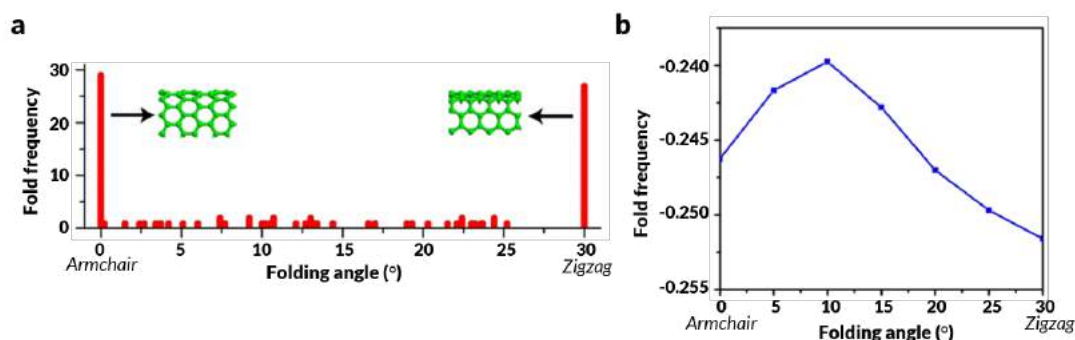 a
30
20
10
0
Fold frequency
0 5 10 15 20 25 30
Armchair
Folding angle (°)
Zigzag
b
-0.240
-0.245
-0.250
-0.255
Fold frequency
0 5 10 15 20 25 30
Armchair
Folding angle (°)
Zigzag